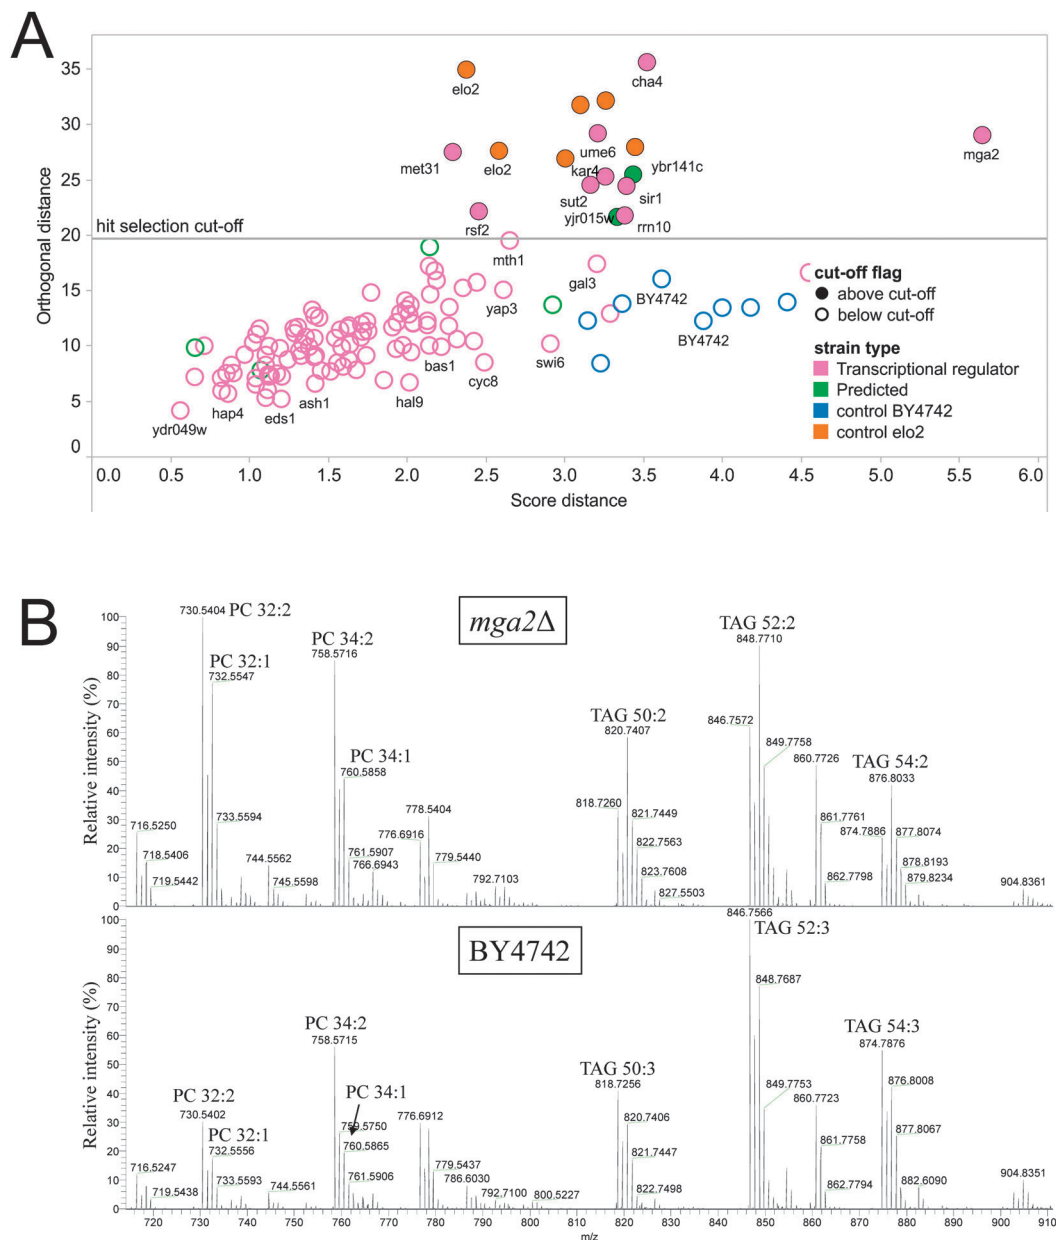 A
Orthogonal distance
35
30
25
20
15
10
5
0
elo2
cha4
met31
elo2
ume6
kar4
ybr141c
mga2
sut2
sir1
yjr015w
rsf2
rrn10
hit selection cut-off
mth1
gal3
yap3
BY4742
BY4742
bas1
swi6
cyc8
hap4
ash1
hal9
eds1
ydr049w
cut-off flag
above cut-off
below cut-off
strain type
Transcriptional regulator
Predicted
control BY4742
control elo2
0.0 0.5 1.0 1.5 2.0 2.5 3.0 3.5 4.0 4.5 5.0 5.5 6.0
Score distance
B
mga2Δ
Relative intensity (%)
100
90
80
70
60
50
40
30
20
10
0
730.5404 PC 32:2
PC 32:1
732.5547
PC 34:2
758.5716
PC 34:1
760.5858
TAG 50:2
820.7407
TAG 52:2
848.7710
846.7572
849.7758
860.7726
TAG 54:2
876.8033
716.5250
718.5406
719.5442
733.5594
744.5562
745.5598
761.5907
766.6943
776.6916
778.5404
779.5440
792.7103
818.7260
821.7449
822.7563
823.7608
827.5503
861.7761
862.7798
874.7886
877.8074
878.8193
879.8234
904.8361
BY4742
Relative intensity (%)
100
90
80
70
60
50
40
30
20
10
0
846.7566
TAG 52:3
848.7687
PC 34:2
758.5715
PC 32:2
730.5402
PC 32:1
732.5556
PC 34:1
759.5750
760.5865
761.5906
TAG 50:3
818.7256
820.7406
821.7447
822.7498
TAG 54:3
874.7876
876.8008
877.8067
882.6090
849.7753
860.7723
861.7758
862.7794
716.5247
719.5438
733.5593
744.5561
776.6912
779.5437
786.6030
792.7100
800.5227
904.8351
720 730 740 750 760 770 780 790 800 810 820 830 840 850 860 870 880 890 900 910
m/z